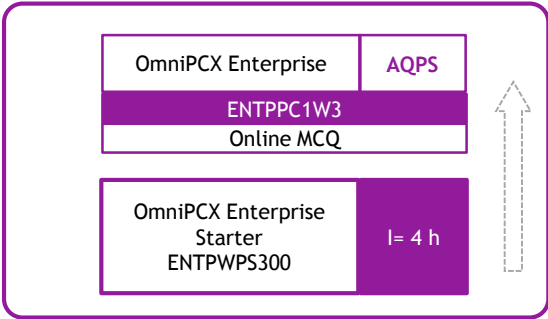 OmniPCX Enterprise
AQPS
ENTPPC1W3
Online MCQ
OmniPCX Enterprise
Starter
ENTPWPS300
I= 4 h